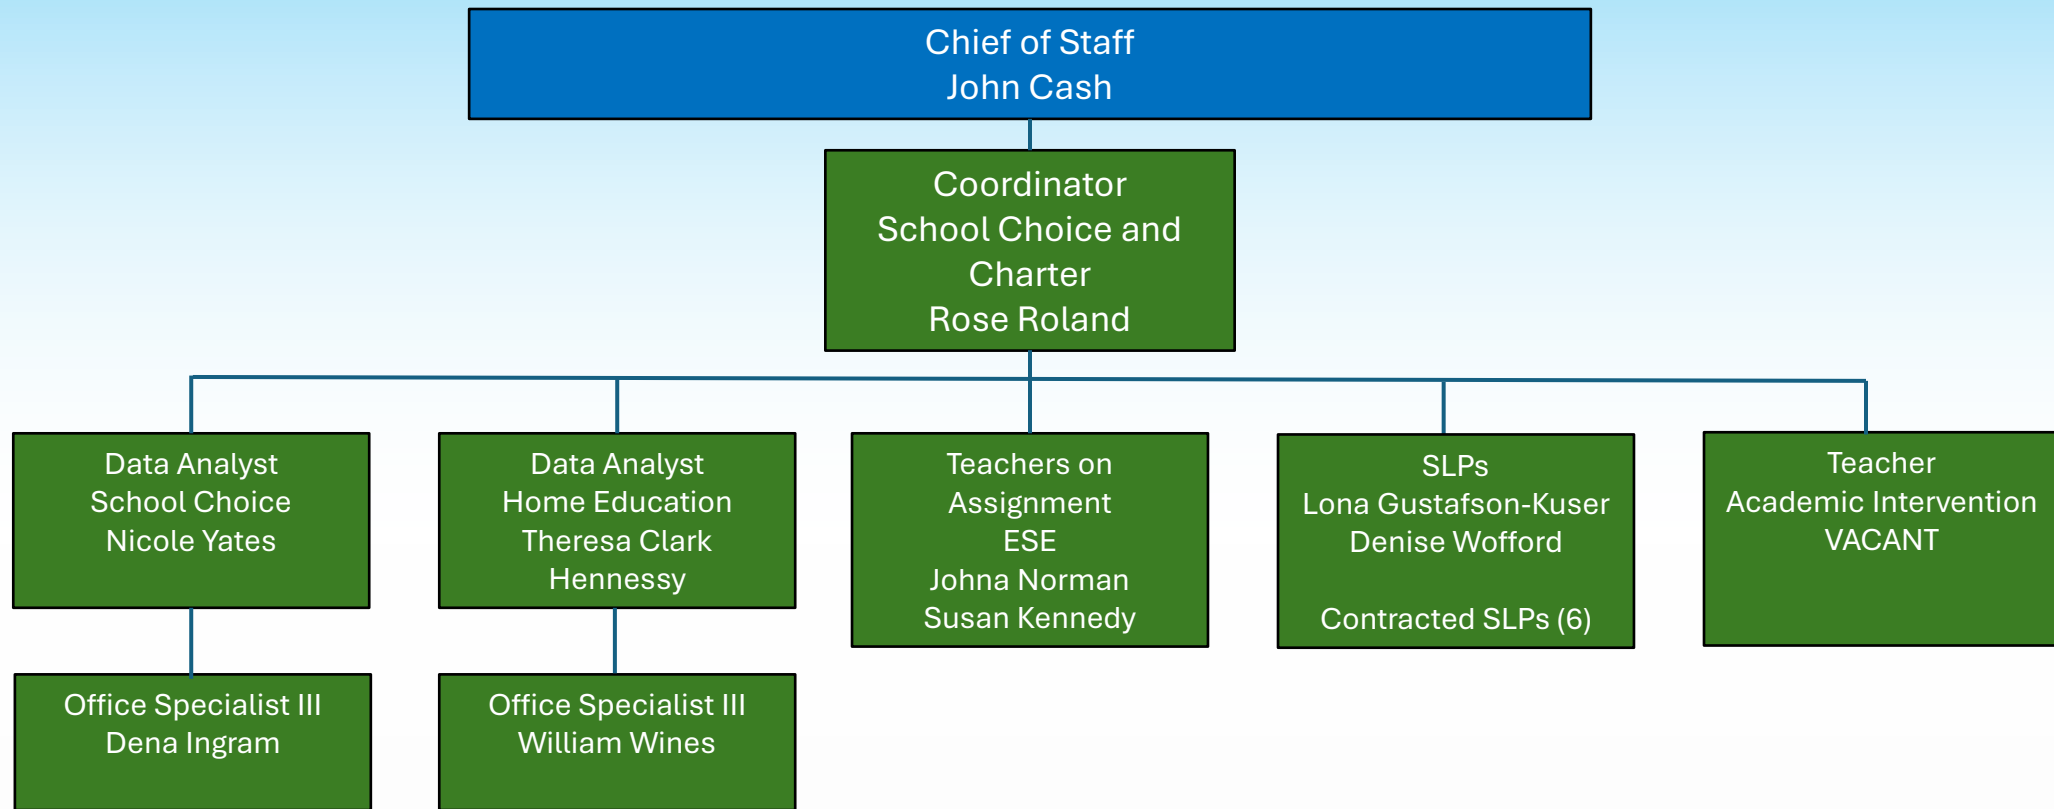 Chief of Staff
John Cash
Coordinator
School Choice and
Charter
Rose Roland
Data Analyst
School Choice
Nicole Yates
Data Analyst
Home Education
Theresa Clark
Hennessy
Teachers on
Assignment
ESE
Johna Norman
Susan Kennedy
SLPs
Lona Gustafson-Kuser
Denise Wofford
Contracted SLPs (6)
Teacher
Academic Intervention
VACANT
Office Specialist III
Dena Ingram
Office Specialist III
William Wines